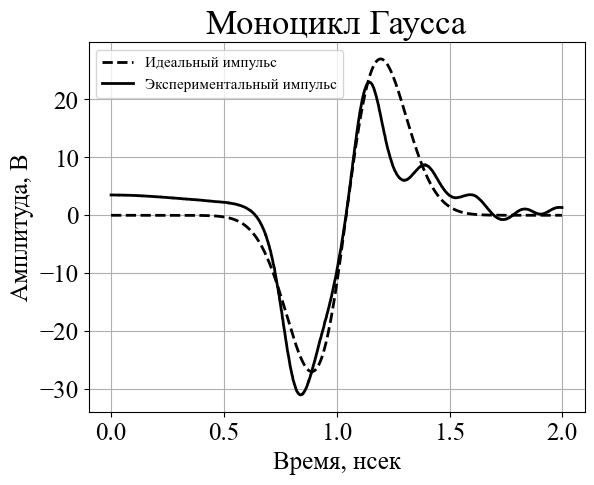 Моноцикл Гаусса
Идеальный импульс
Экспериментальный импульс
Амплитуда, В
20
10
0
−10
−20
−30
0.0 0.5 1.0 1.5 2.0
Время, нсек